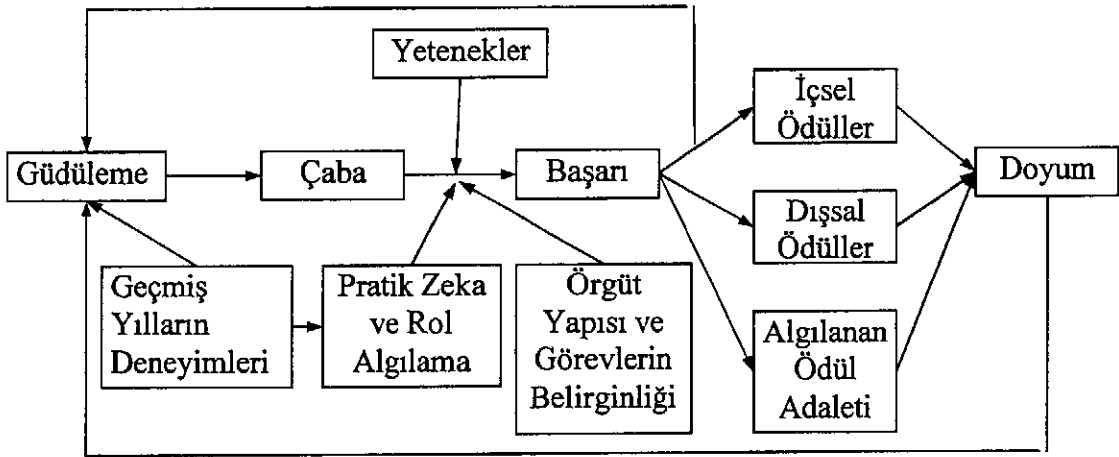 Yetenekler
İçsel
Ödüller
Güdüleme
Çaba
Başarı
Doyum
Dışsal
Ödüller
Geçmiş
Yılların
Deneyimleri
Pratik Zeka
ve Rol
Algılama
Örgüt
Yapısı ve
Görevlerin
Belirginliği
Algılanan
Ödül
Adaleti